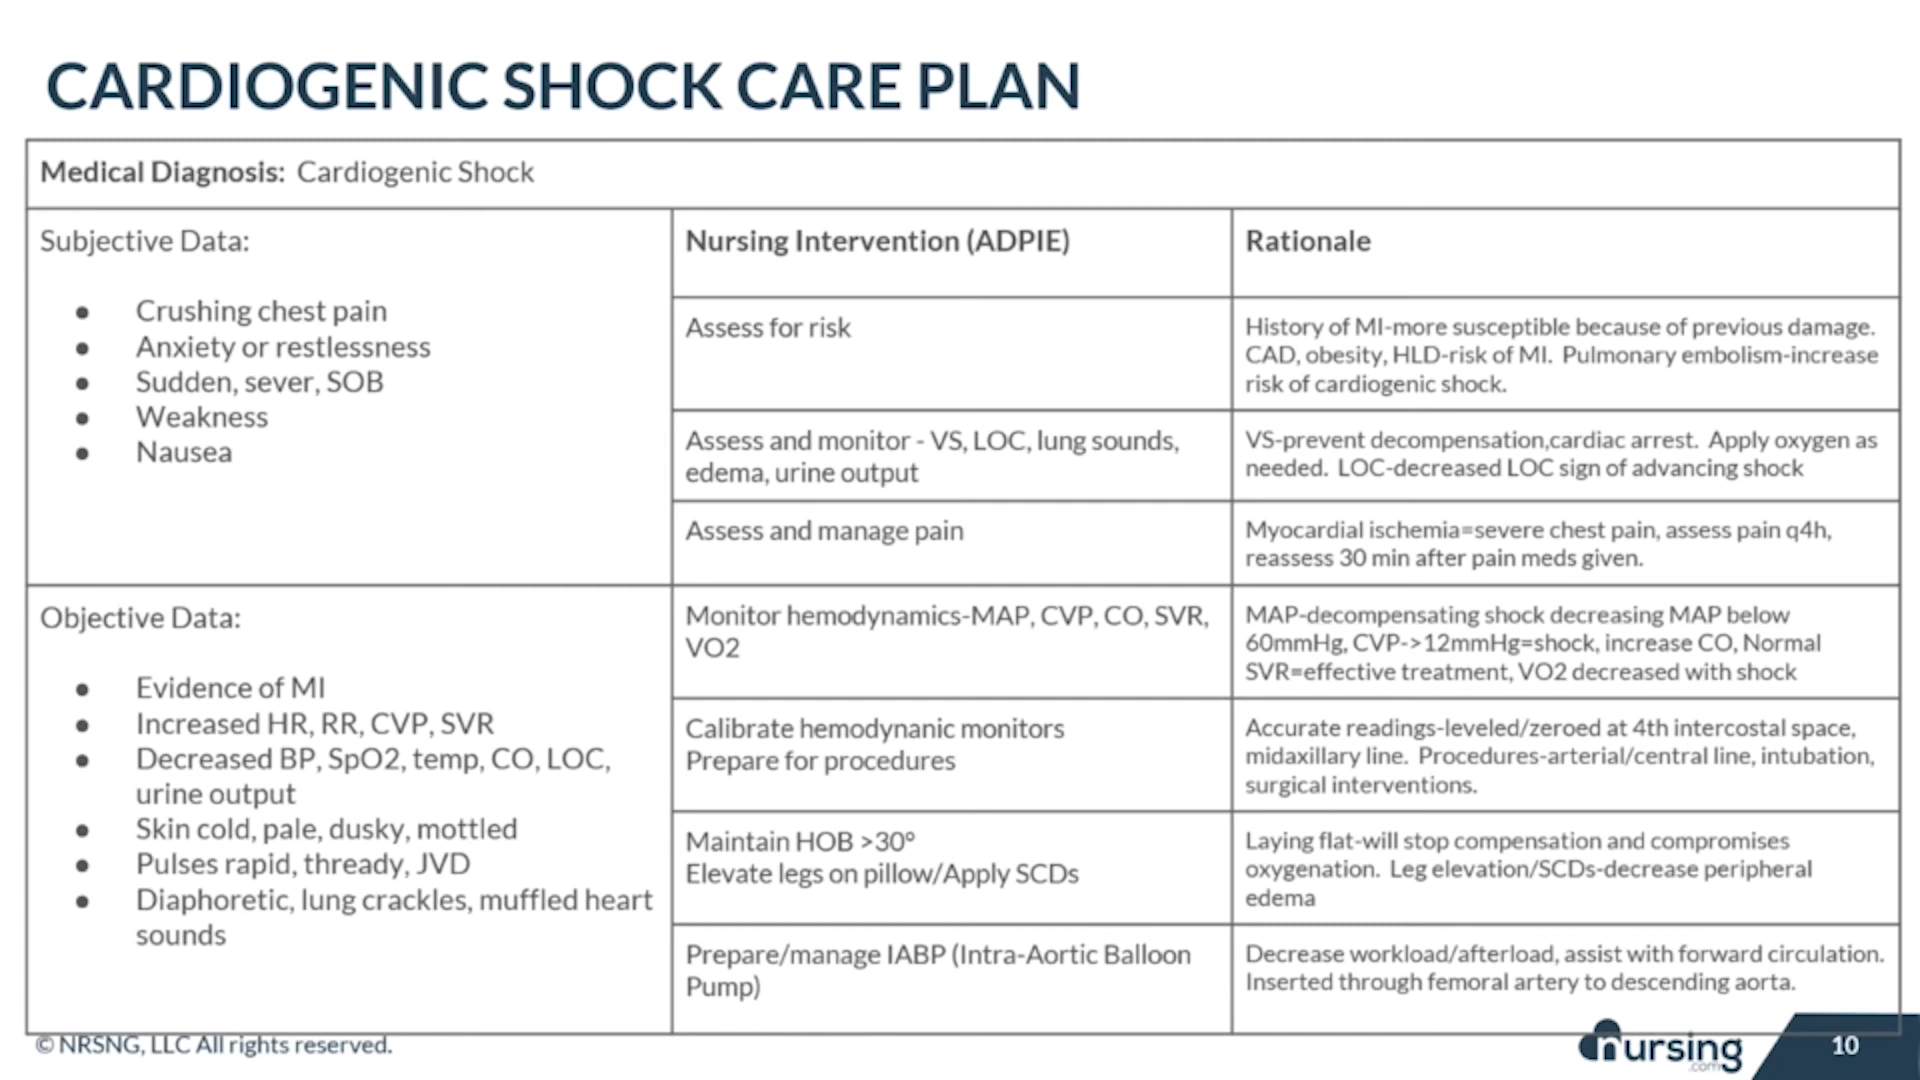 CARDIOGENIC SHOCK CARE PLAN
Medical Diagnosis: Cardiogenic Shock
Subjective Data:
● Crushing chest pain
● Anxiety or restlessness
● Sudden, sever, SOB
● Weakness
● Nausea
Objective Data:
● Evidence of MI
● Increased HR, RR, CVP, SVR
● Decreased BP, SpO2, temp, CO, LOC,
urine output
● Skin cold, pale, dusky, mottled
● Pulses rapid, thready, JVD
● Diaphoretic, lung crackles, muffled heart
sounds
Nursing Intervention (ADPIE)
Rationale
Assess for risk
History of MI-more susceptible because of previous damage.
CAD, obesity, HLD-risk of MI. Pulmonary embolism-increase
risk of cardiogenic shock.
Assess and monitor - VS, LOC, lung sounds,
edema, urine output
VS-prevent decompensation,cardiac arrest. Apply oxygen as
needed. LOC-decreased LOC sign of advancing shock
Assess and manage pain
Myocardial ischemia=severe chest pain, assess pain q4h,
reassess 30 min after pain meds given.
Monitor hemodynamics-MAP, CVP, CO, SVR,
VO2
MAP-decompensating shock decreasing MAP below
60mmHg, CVP->12mmHg=shock, increase CO, Normal
SVR=effective treatment, VO2 decreased with shock
Calibrate hemodynanic monitors
Prepare for procedures
Accurate readings-leveled/zeroed at 4th intercostal space,
midaxillary line. Procedures-arterial/central line, intubation,
surgical interventions.
Maintain HOB >30°
Elevate legs on pillow/Apply SCDs
Laying flat-will stop compensation and compromises
oxygenation. Leg elevation/SCDs-decrease peripheral
edema
Prepare/manage IABP (Intra-Aortic Balloon
Pump)
Decrease workload/afterload, assist with forward circulation.
Inserted through femoral artery to descending aorta.
© NRSNG, LLC All rights reserved.
nursing
.com
10